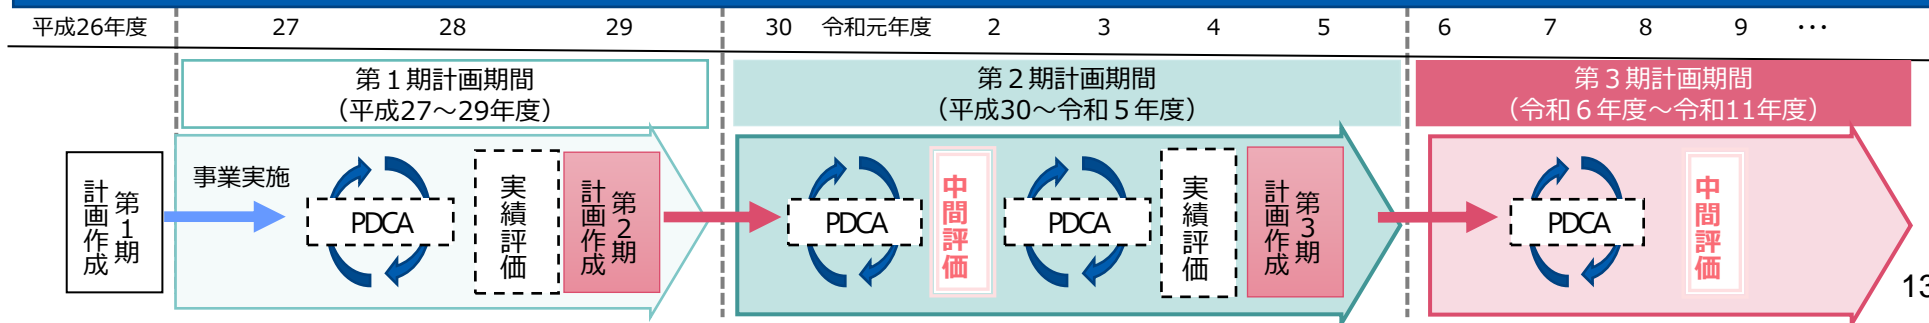 平成26年度 27 28 29 30 令和元年度 2 3 4 5 6 7 8 9 …
第１期計画期間
（平成27～29年度）
第２期計画期間
（平成30～令和５年度）
第３期計画期間
（令和６年度～令和11年度）
第1期
計画作成
事業実施
PDCA
実績評価
第2期
計画作成
PDCA
中間評価
PDCA
実績評価
第3期
計画作成
PDCA
中間評価
13